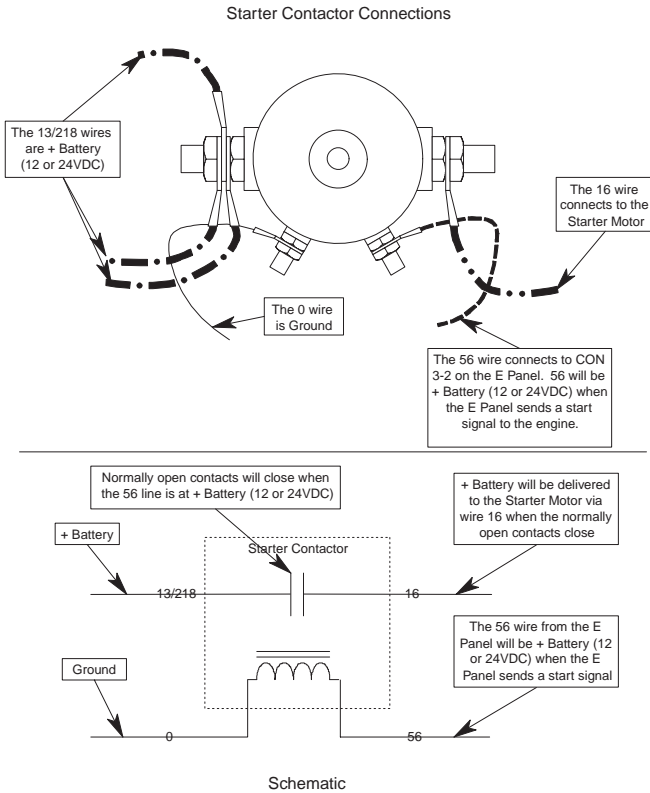 Starter Contactor Connections
The 13/218 wires
are + Battery
(12 or 24VDC)
The 16 wire
connects to the
Starter Motor
The 0 wire
is Ground
The 56 wire connects to CON
3-2 on the E Panel.  56 will be
+ Battery (12 or 24VDC) when
the E Panel sends a start
signal to the engine.
Normally open contacts will close when
the 56 line is at + Battery (12 or 24VDC)
+ Battery will be delivered
to the Starter Motor via
wire 16 when the normally
open contacts close
+ Battery
Starter Contactor
13/218
16
The 56 wire from the E
Panel will be + Battery (12
or 24VDC) when the E
Panel sends a start signal
Ground
0
56
Schematic